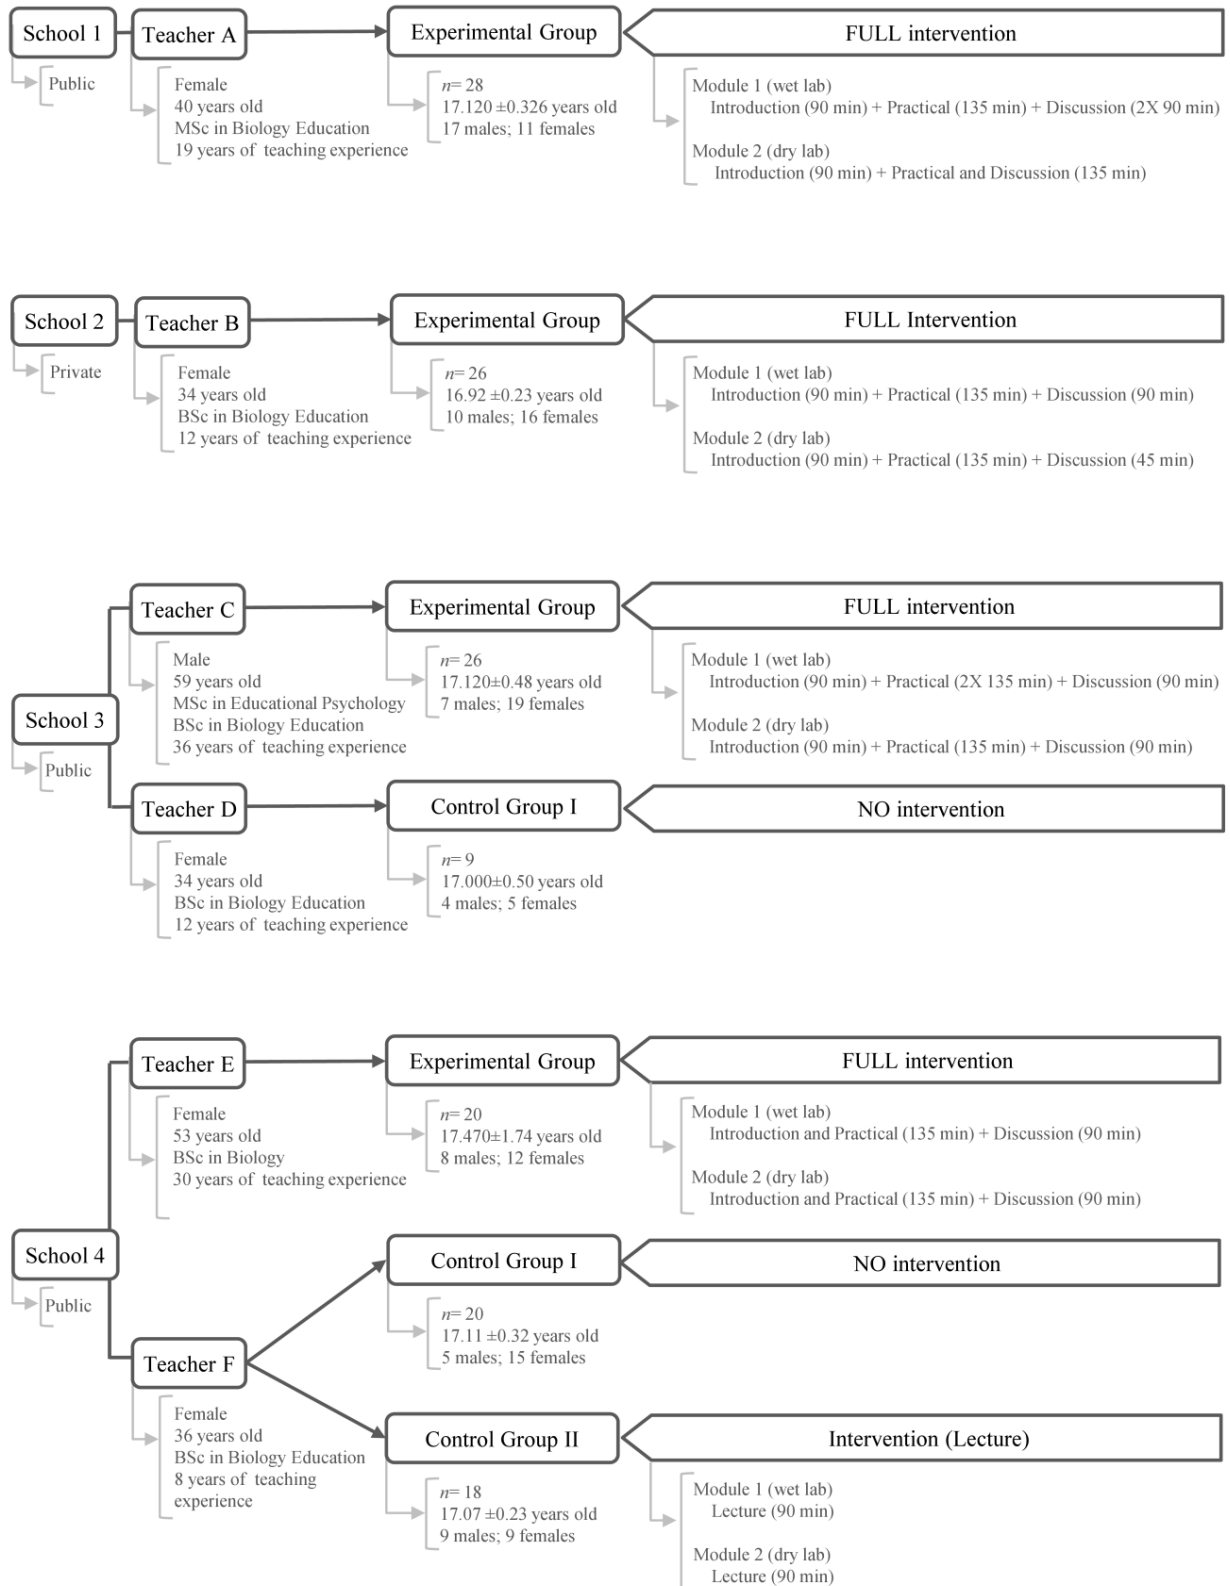 School 1
Teacher A
Experimental Group
FULL intervention
Public
Female
40 years old
MSc in Biology Education
19 years of teaching experience
n= 28
17.120 ±0.326 years old
17 males; 11 females
Module 1 (wet lab)
Introduction (90 min) + Practical (135 min) + Discussion (2X 90 min)
Module 2 (dry lab)
Introduction (90 min) + Practical and Discussion (135 min)
School 2
Teacher B
Experimental Group
FULL Intervention
Private
Female
34 years old
BSc in Biology Education
12 years of teaching experience
n= 26
16.92 ±0.23 years old
10 males; 16 females
Module 1 (wet lab)
Introduction (90 min) + Practical (135 min) + Discussion (90 min)
Module 2 (dry lab)
Introduction (90 min) + Practical (135 min) + Discussion (45 min)
School 3
Public
Teacher C
Experimental Group
FULL intervention
Male
59 years old
MSc in Educational Psychology
BSc in Biology Education
36 years of teaching experience
n= 26
17.120±0.48 years old
7 males; 19 females
Module 1 (wet lab)
Introduction (90 min) + Practical (2X 135 min) + Discussion (90 min)
Module 2 (dry lab)
Introduction (90 min) + Practical (135 min) + Discussion (90 min)
Teacher D
Control Group I
NO intervention
Female
34 years old
BSc in Biology Education
12 years of teaching experience
n= 9
17.000±0.50 years old
4 males; 5 females
School 4
Public
Teacher E
Experimental Group
FULL intervention
Female
53 years old
BSc in Biology
30 years of teaching experience
n= 20
17.470±1.74 years old
8 males; 12 females
Module 1 (wet lab)
Introduction and Practical (135 min) + Discussion (90 min)
Module 2 (dry lab)
Introduction and Practical (135 min) + Discussion (90 min)
Teacher F
Female
36 years old
BSc in Biology Education
8 years of teaching
experience
Control Group I
NO intervention
n= 20
17.11 ±0.32 years old
5 males; 15 females
Control Group II
Intervention (Lecture)
n= 18
17.07 ±0.23 years old
9 males; 9 females
Module 1 (wet lab)
Lecture (90 min)
Module 2 (dry lab)
Lecture (90 min)